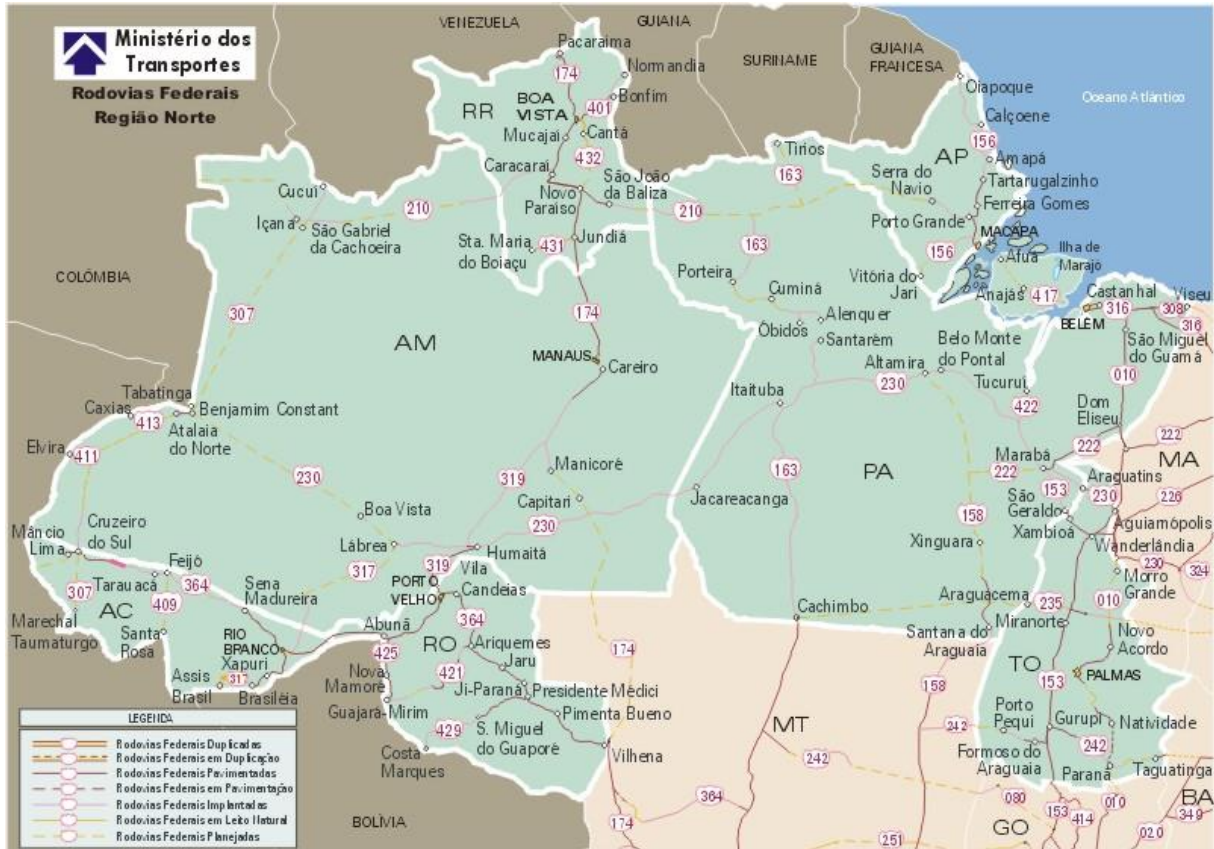 Ministério dos
Transportes
Rodovias Federais
Região Norte
VENEZUELA
GUIANA
SURINAME
GUIANA
FRANCESA
Oceano Atlántico
COLÔMBIA
BOLÍVIA
Pacaraima
174
Normandia
RR
BOA
VISTA
401
Bonfim
Mucajaí
Cantá
432
Caracaraí
Novo
Paraíso
São João
da Baliza
210
Sta. Maria
do Boiaçu
431
Jundiá
174
Oiapoque
Calçoene
156
AP
Amapá
Tartarugalzinho
Serra do
Navio
Ferreira Gomes
Porto Grande
MACAPÁ
156
Vitória do
Jari
Afuá
Ilha de
Marajó
Anajás
417
Tirios
163
163
Cucuí
Içana
São Gabriel
da Cachoeira
210
307
AM
MANAUS
Careiro
Porteira
Cuminá
Óbidos
Alenquer
Santarém
Belo Monte
do Pontal
Altamira
230
Tucuruí
422
Itaituba
BELÉM
Castanhal
316
Viseu
308
316
São Miguel
do Guamá
010
Dom
Eliseu
222
222
MA
Tabatinga
Caxias
413
Benjamim Constant
Atalaia
do Norte
Elvira
411
230
319
Manicoré
Capitari
230
Jacareacanga
163
PA
222
Marabá
158
153
Araguatins
230
226
São
Geraldo
Xambioá
Aguiarnópolis
Wanderlândia
230
324
Morro
Grande
Boa Vista
Lábrea
317
Humaitá
Xinguara
Mâncio
Lima
Cruzeiro
do Sul
Feijó
Tarauacá
364
307
409
AC
Sena
Madureira
Marechal
Taumaturgo
Santa
Rosa
RIO
BRANCO
Xapuri
317
Assis
Brasil
Brasiléia
319
Vila
PORTO
VELHO
Candeias
364
Abunã
425
RO
Ariquemes
Nova
Mamoré
421
Jaru
Ji-Paraná
Presidente Médici
Guajará-Mirim
Pimenta Bueno
429
S. Miguel
do Guaporé
Costa
Marques
Vilhena
174
Cachimbo
Araguacema
235
010
Santana do
Araguaia
Miranorte
Novo
Acordo
TO
PALMAS
153
158
MT
242
Porto
Pequi
Gurupi
Natividade
242
Formoso do
Araguaia
Paranã
Taguatinga
242
364
174
080
153
010
414
BA
349
020
GO
251
LEGENDA
Rodovias Federais Duplicadas
Rodovias Federais em Duplicação
Rodovias Federais Pavimentadas
Rodovias Federais em Pavimentação
Rodovias Federais Implantadas
Rodovias Federais em Leito Natural
Rodovias Federais Planejadas